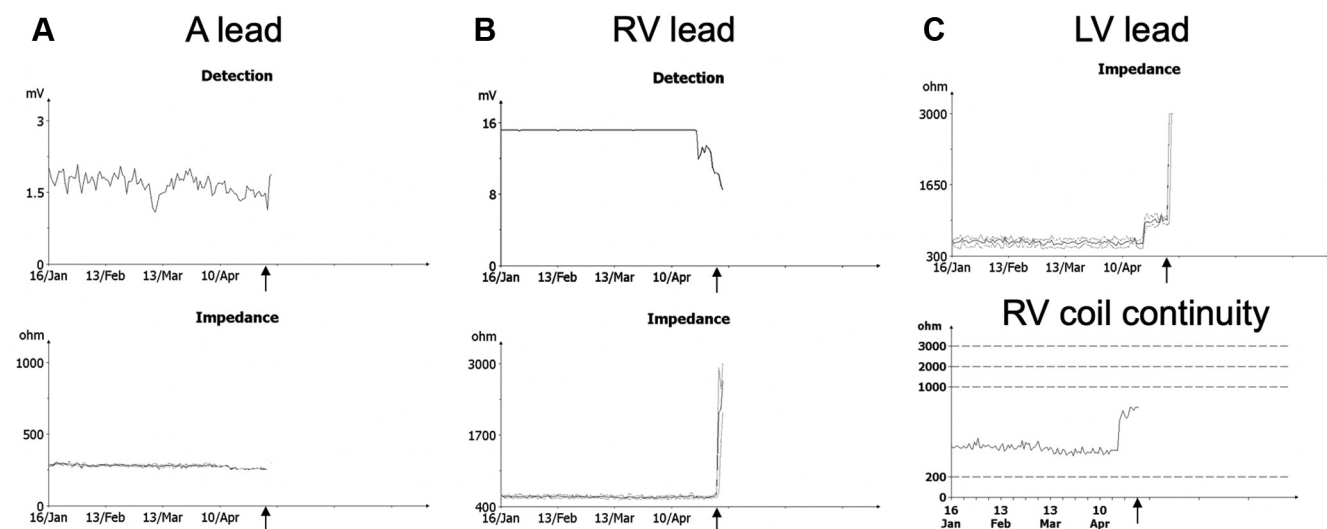 A
A lead
Detection
mV
3
1.5
0
16/Jan 13/Feb 13/Mar 10/Apr
Impedance
ohm
1000
500
0
16/Jan 13/Feb 13/Mar 10/Apr
B
RV lead
Detection
mV
16
8
0
16/Jan 13/Feb 13/Mar 10/Apr
Impedance
ohm
3000
1700
400
16/Jan 13/Feb 13/Mar 10/Apr
C
LV lead
Impedance
ohm
3000
1650
300
16/Jan 13/Feb 13/Mar 10/Apr
RV coil continuity
ohm
3000
2000
1000
200
0
16 13 13 10
Jan Feb Mar Apr